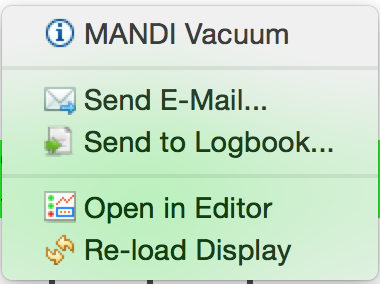 MANDI Vacuum
Send E-Mail...
Send to Logbook...
Open in Editor
Re-load Display